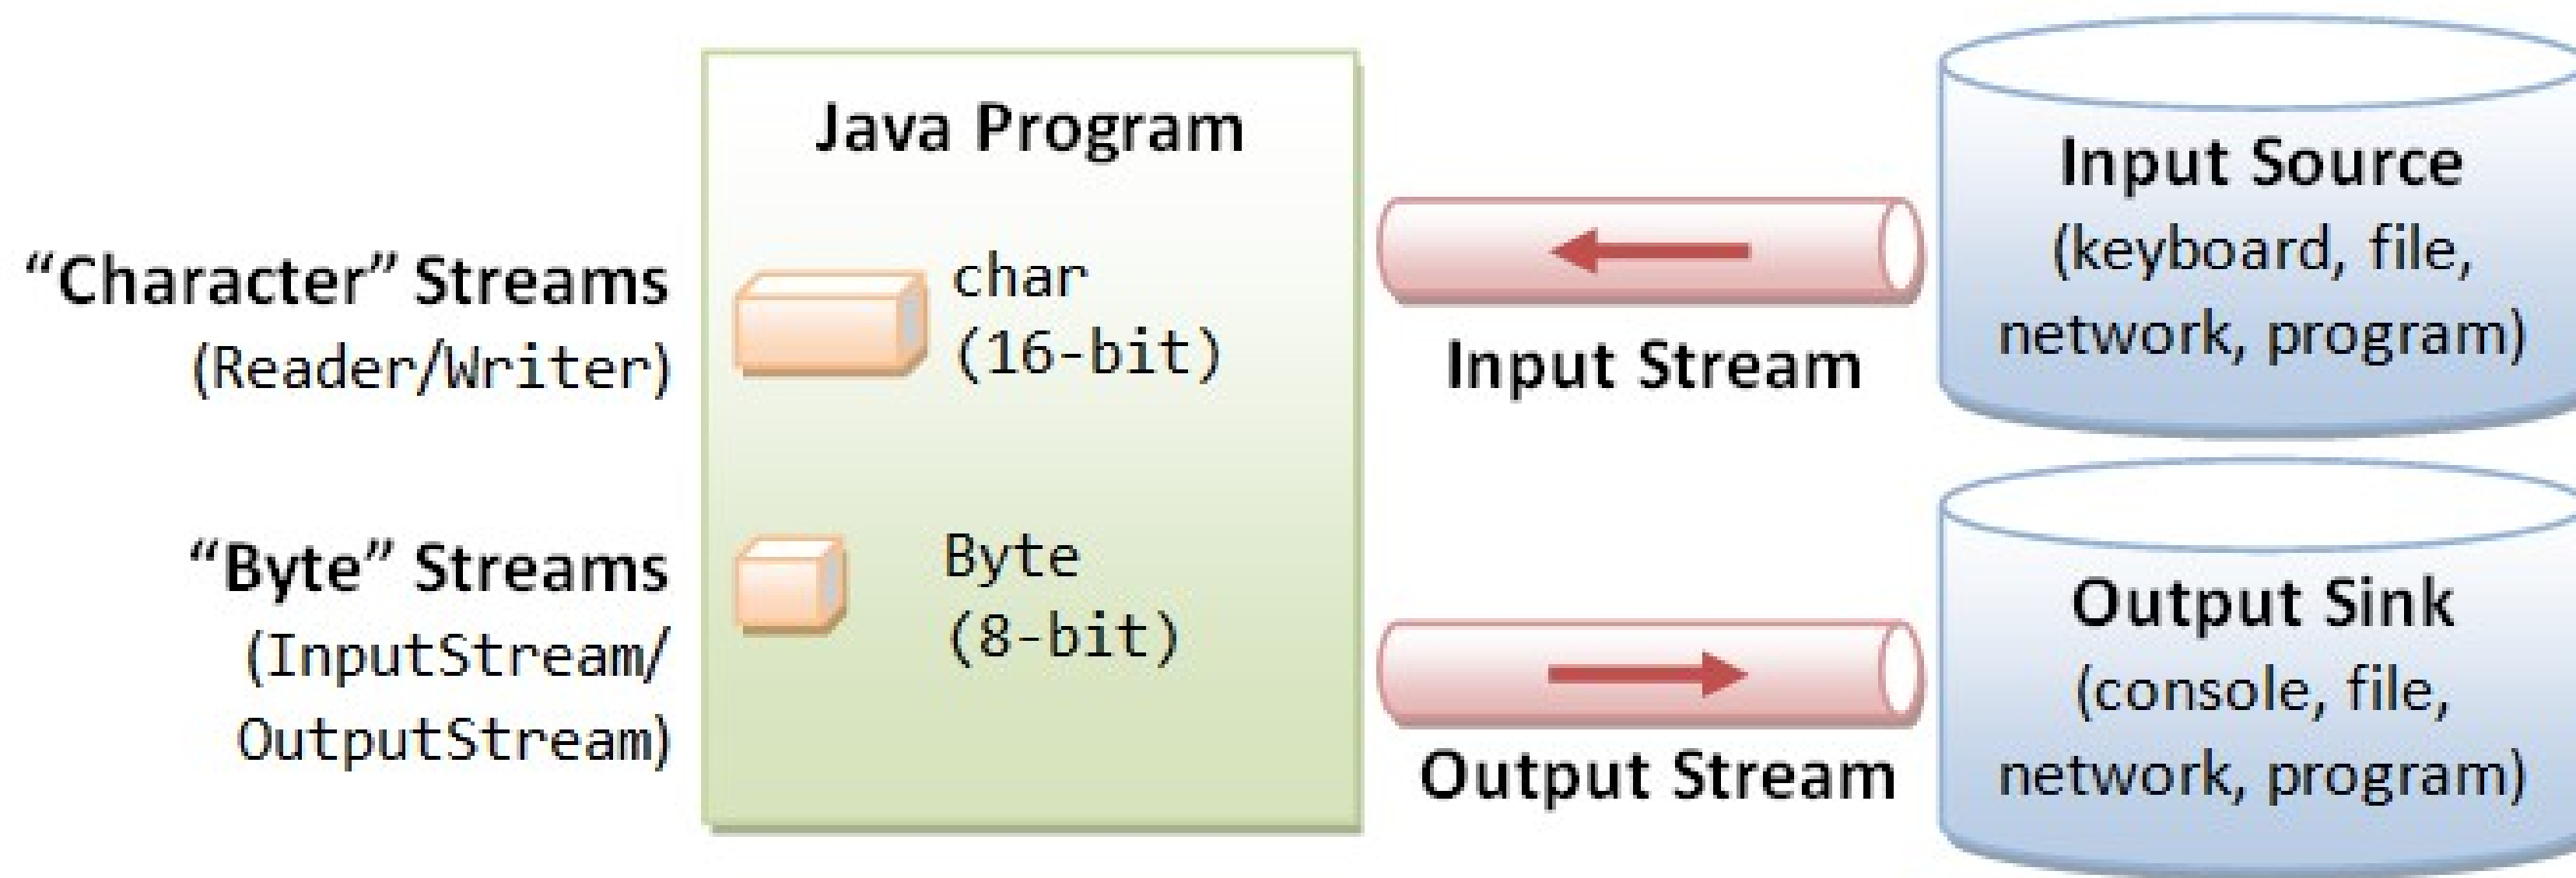 “Character” Streams
(Reader/Writer)
“Byte” Streams
(InputStream/
OutputStream)
Java Program
char
(16-bit)
Byte
(8-bit)
Input Stream
Output Stream
Input Source
(keyboard, file,
network, program)
Output Sink
(console, file,
network, program)